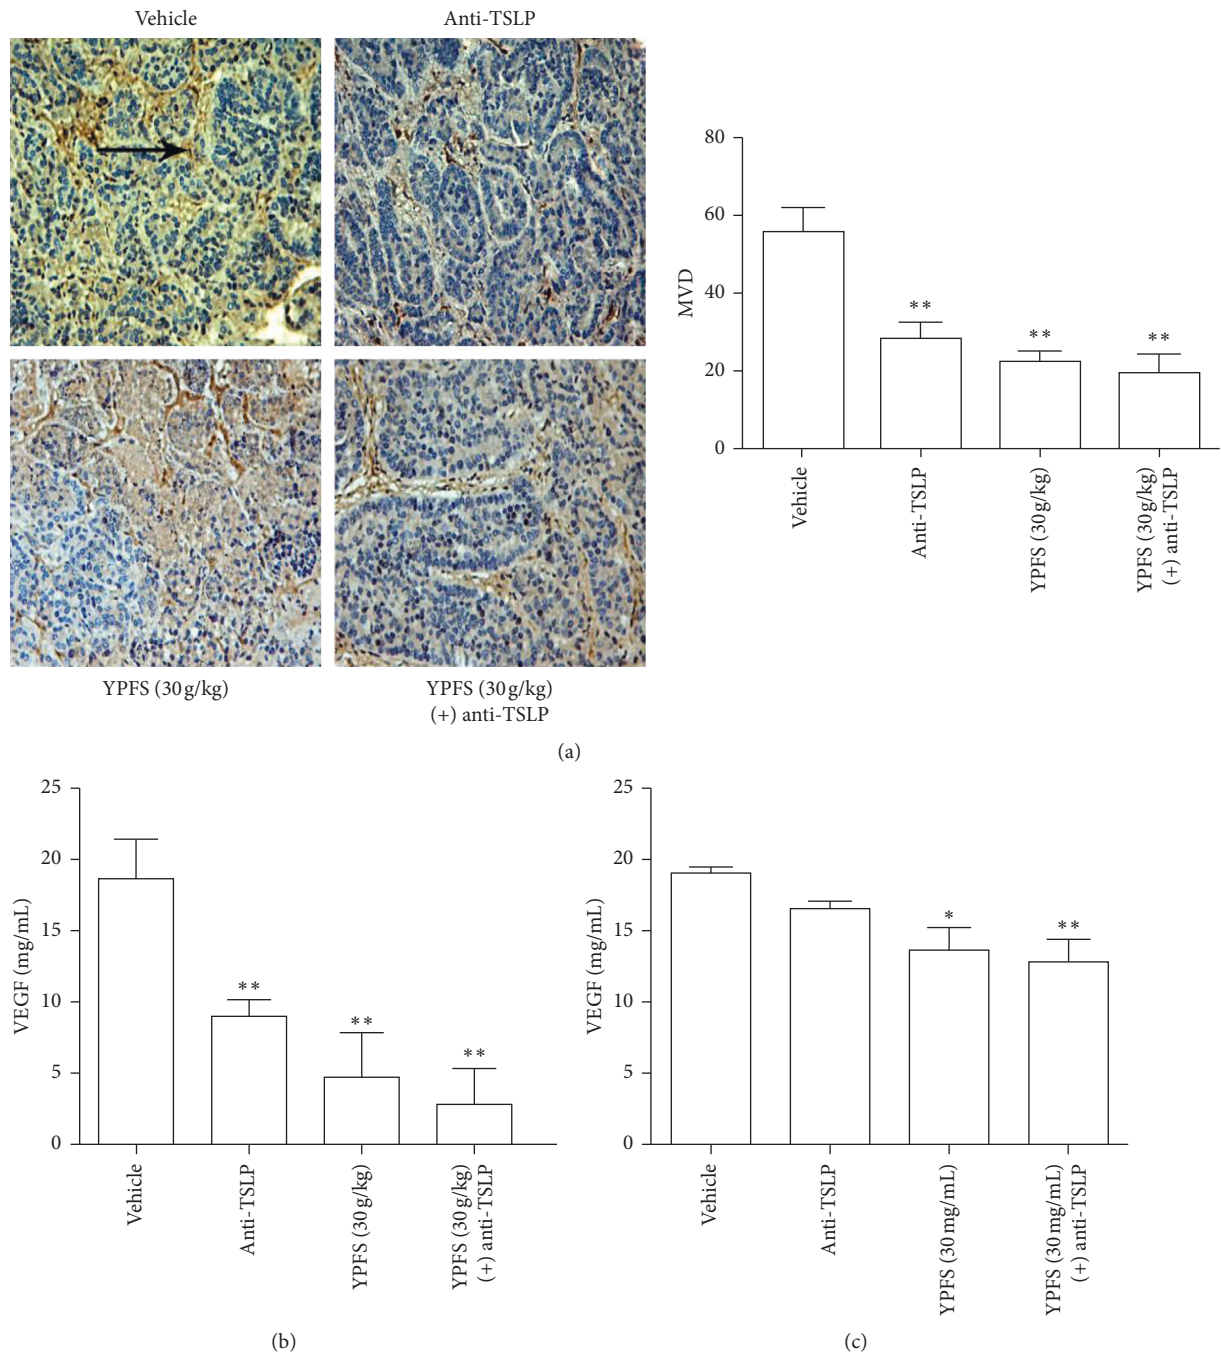 Vehicle
Anti-TSLP
YPFS (30 g/kg)
YPFS (30 g/kg)
(+) anti-TSLP
MVD
80
60
40
20
0
**
**
**
Vehicle
Anti-TSLP
YPFS (30 g/kg)
YPFS (30 g/kg)
(+) anti-TSLP
(a)
VEGF (mg/mL)
25
20
15
10
5
0
**
**
**
Vehicle
Anti-TSLP
YPFS (30 g/kg)
YPFS (30 g/kg)
(+) anti-TSLP
(b)
VEGF (mg/mL)
25
20
15
10
5
0
*
**
Vehicle
Anti-TSLP
YPFS (30 mg/mL)
YPFS (30 mg/mL)
(+) anti-TSLP
(c)